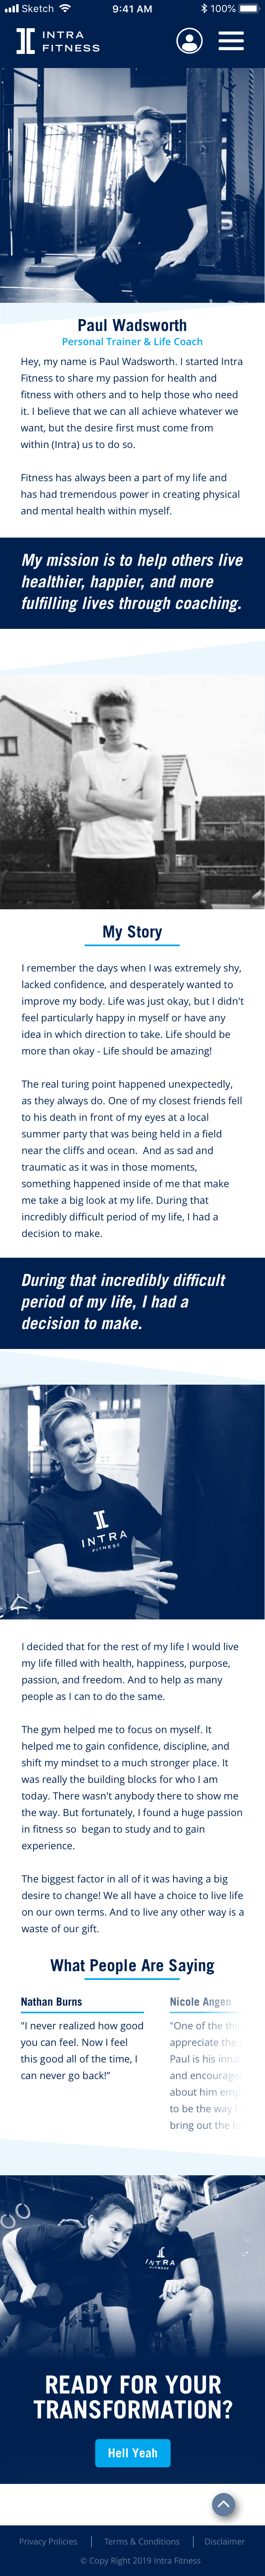 Sketch 9:41 AM 100%
INTRA
FITNESS
Paul Wadsworth
Personal Trainer & Life Coach
Hey, my name is Paul Wadsworth. I started Intra
Fitness to share my passion for health and
fitness with others and to help those who need
it. I believe that we can all achieve whatever we
want, but the desire first must come from
within (Intra) us to do so.
Fitness has always been a part of my life and
has had tremendous power in creating physical
and mental health within myself.
My mission is to help others live
healthier, happier, and more
fulfilling lives through coaching.
My Story
I remember the days when I was extremely shy,
lacked confidence, and desperately wanted to
improve my body. Life was just okay, but I didn't
feel particularly happy in myself or have any
idea in which direction to take. Life should be
more than okay - Life should be amazing!
The real turing point happened unexpectedly,
as they always do. One of my closest friends fell
to his death in front of my eyes at a local
summer party that was being held in a field
near the cliffs and ocean. And as sad and
traumatic as it was in those moments,
something happened inside of me that make
me take a big look at my life. During that
incredibly difficult period of my life, I had a
decision to make.
During that incredibly difficult
period of my life, I had a
decision to make.
INTRA
FITNESS
I decided that for the rest of my life I would live
my life filled with health, happiness, purpose,
passion, and freedom. And to help as many
people as I can to do the same.
The gym helped me to focus on myself. It
helped me to gain confidence, discipline, and
shift my mindset to a much stronger place. It
was really the building blocks for who I am
today. There wasn't anybody there to show me
the way. But fortunately, I found a huge passion
in fitness so began to study and to gain
experience.
The biggest factor in all of it was having a big
desire to change! We all have a choice to live life
on our own terms. And to live any other way is a
waste of our gift.
What People Are Saying
Nathan Burns
"I never realized how good
you can feel. Now I feel
this good all of the time, I
can never go back!"
Nicole Angen
"One of the
appreciate the
Paul is his
and encourage
about him
to be the way
bring out the
INTRA
FITNESS
READY FOR YOUR
TRANSFORMATION?
Hell Yeah
Privacy Policies | Terms & Conditions | Disclaimer
© Copy Right 2019 Intra Fitness